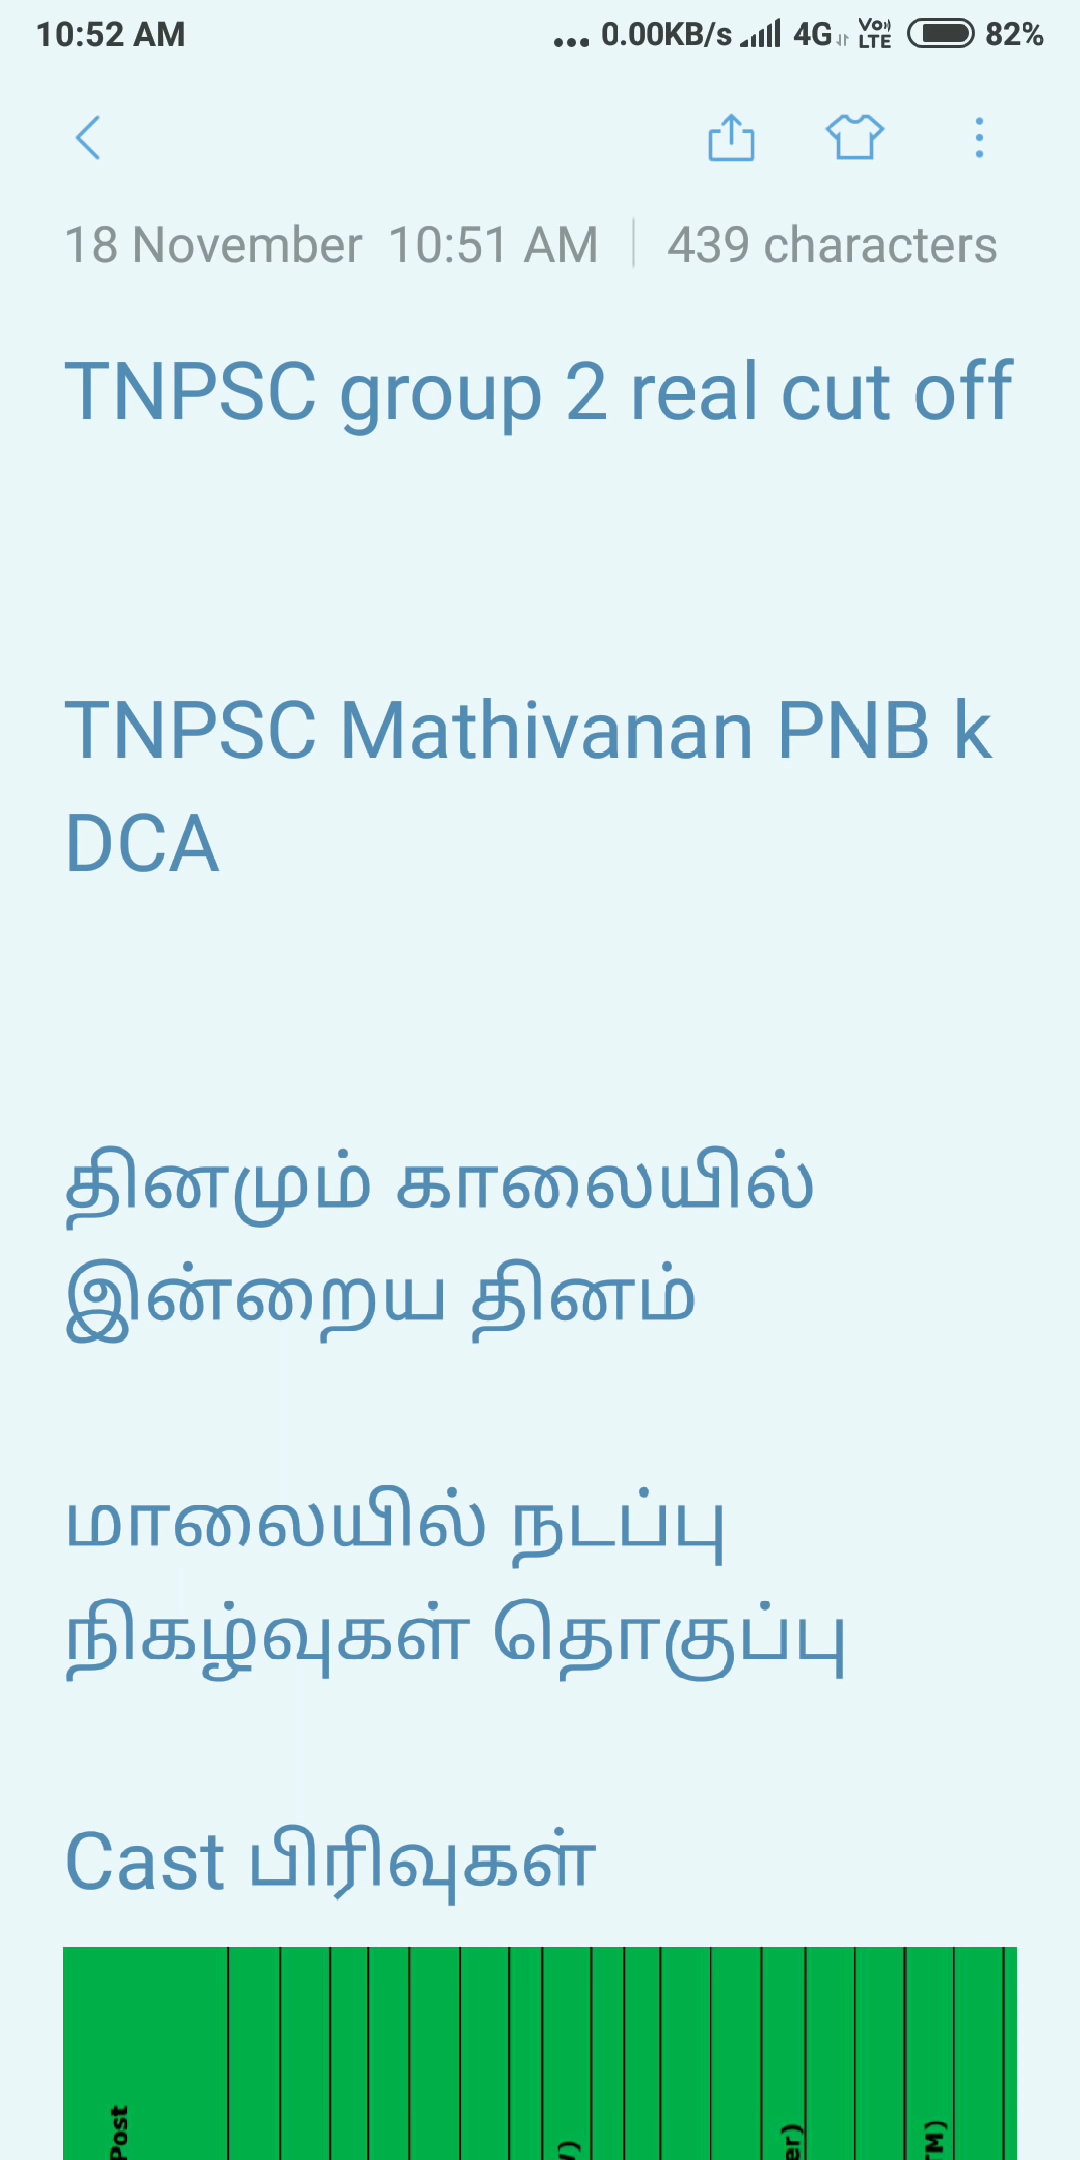 10:52 AM
... 0.00KB/s 4G VoLTE 82%
18 November 10:51 AM | 439 characters
TNPSC group 2 real cut off
TNPSC Mathivanan PNB k
DCA
தினமும் காலையில்
இன்றைய தினம்
மாலையில் நடப்பு
நிகழ்வுகள் தொகுப்பு
Cast பிரிவுகள்
Post